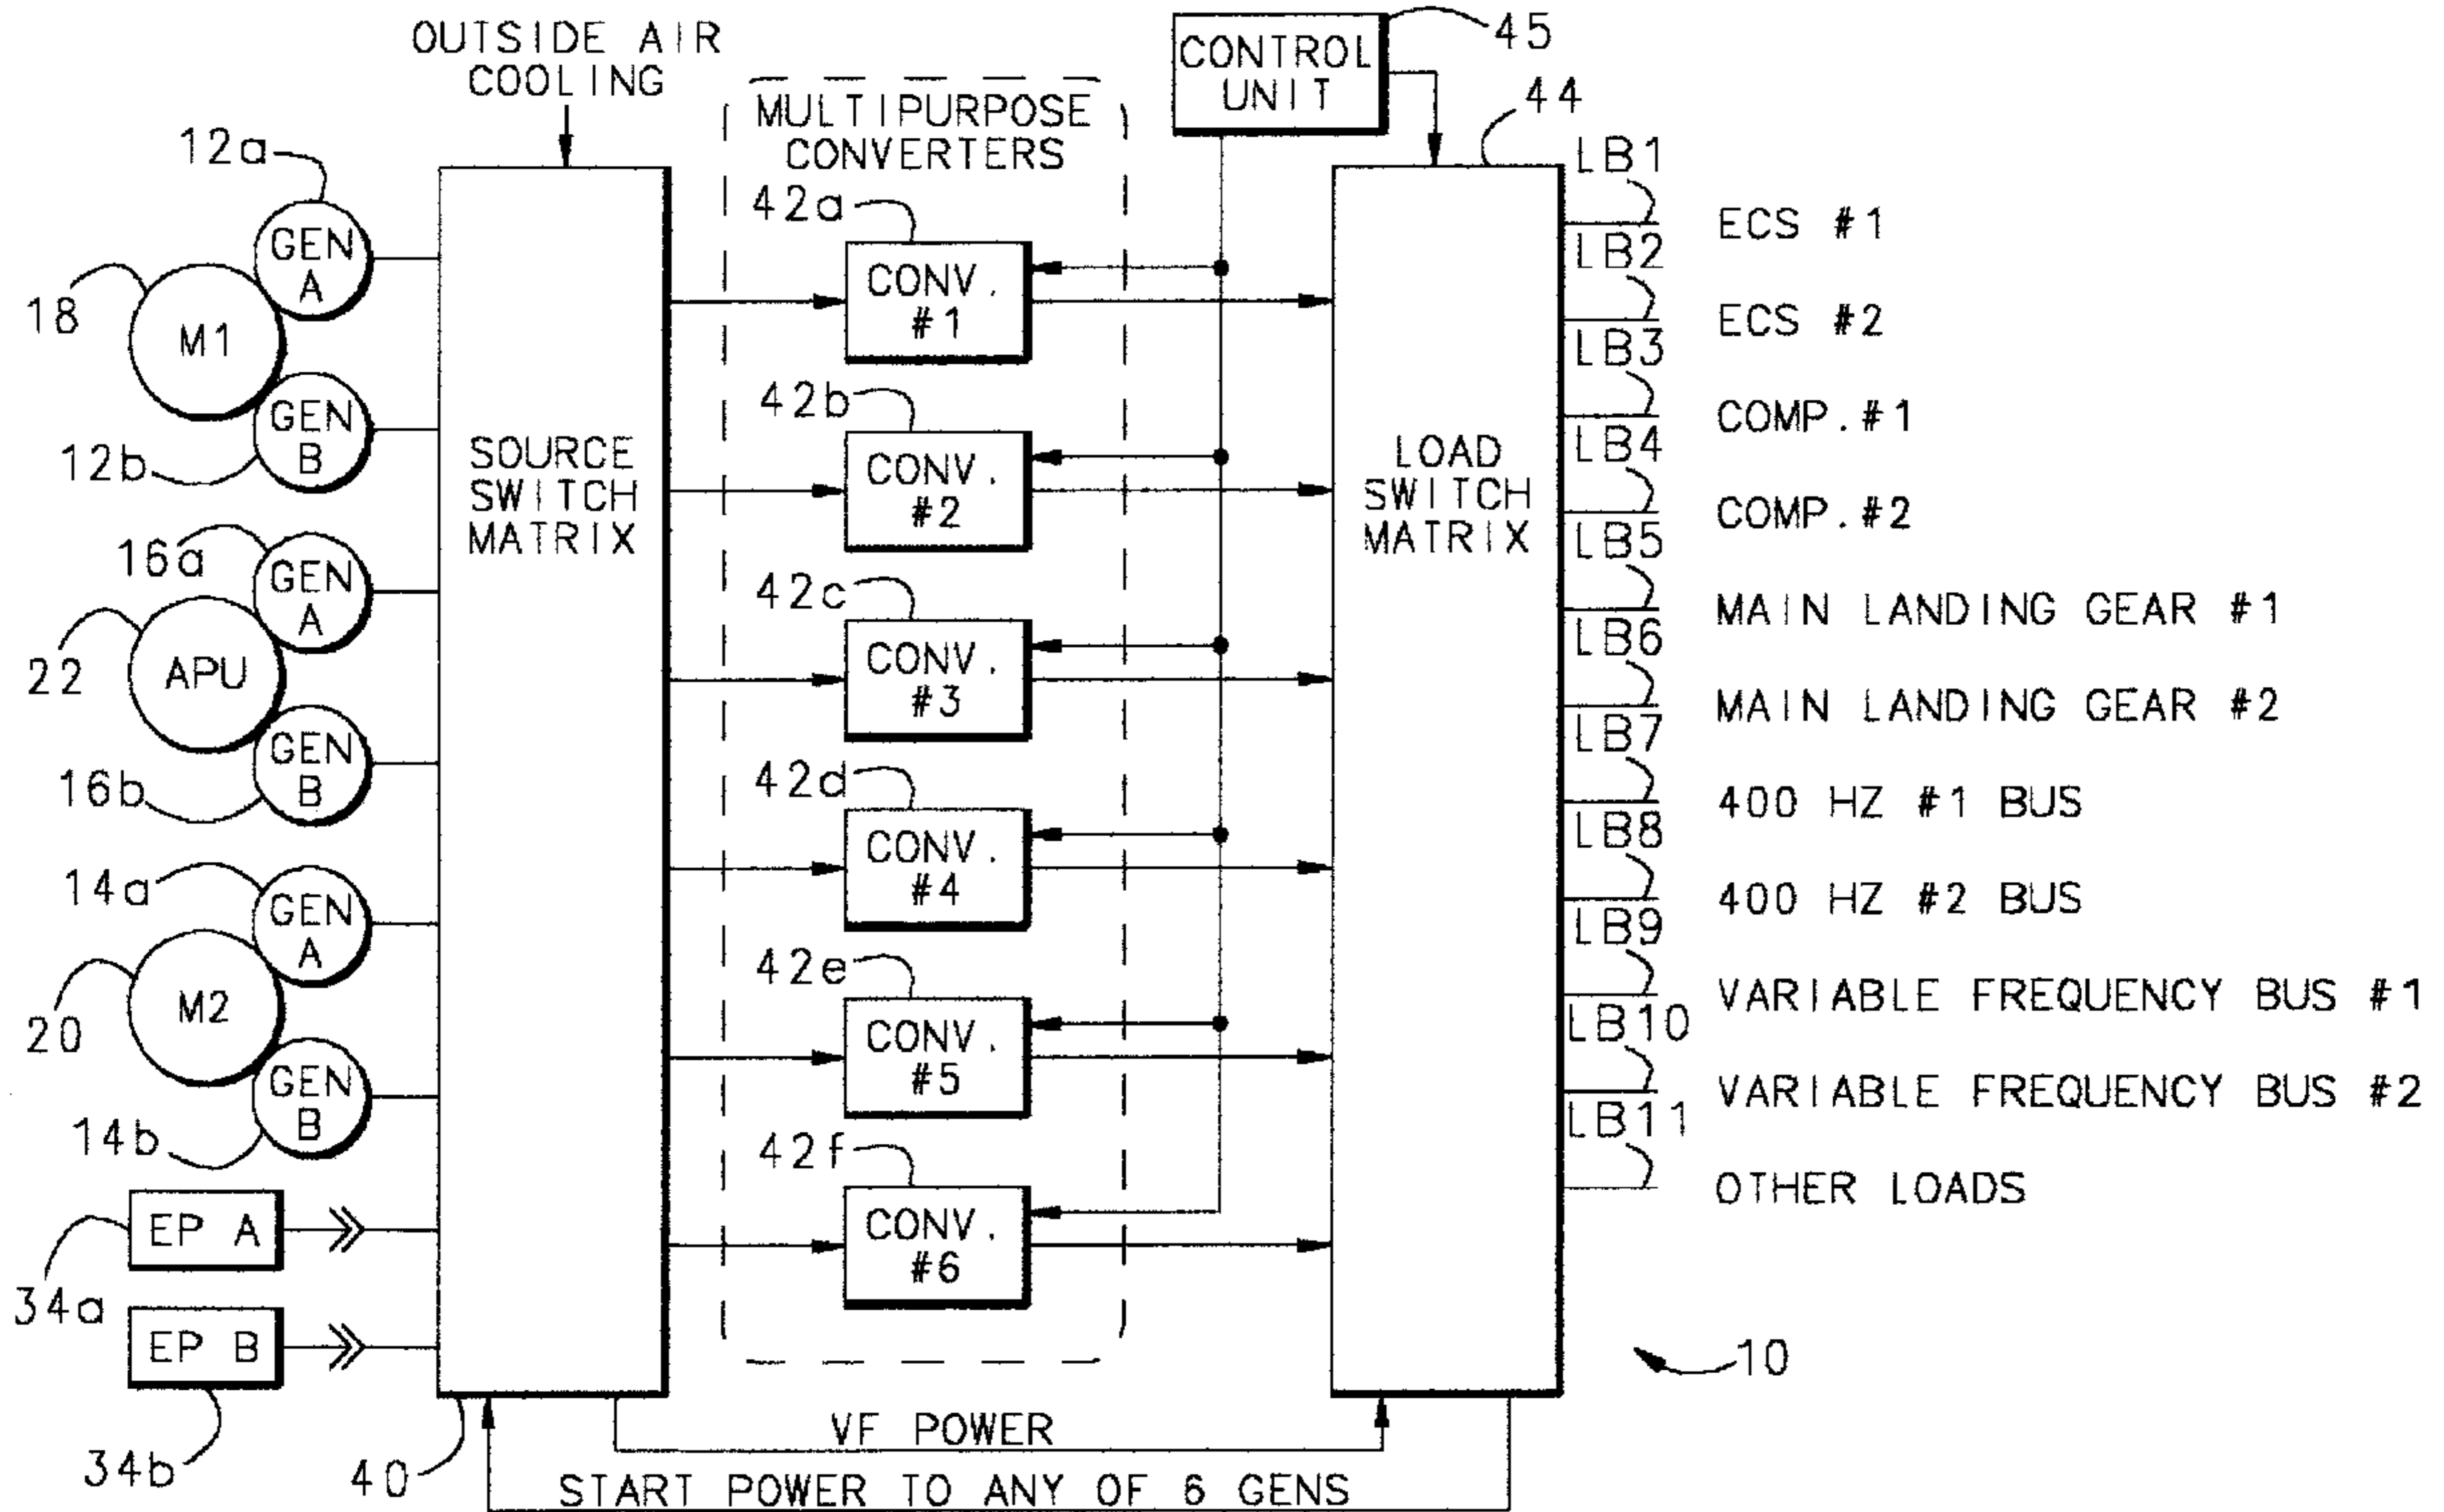 OUTSIDE AIR
COOLING
CONTROL
UNIT
45
44
MULTIPURPOSE
CONVERTERS
12a
GEN
A
18
M1
GEN
B
12b
16a
GEN
A
22
APU
GEN
B
16b
14a
GEN
A
20
M2
GEN
B
14b
EP A
34a
EP B
34b
SOURCE
SWITCH
MATRIX
40
42a
CONV.
#1
42b
CONV.
#2
42c
CONV.
#3
42d
CONV.
#4
42e
CONV.
#5
42f
CONV.
#6
LOAD
SWITCH
MATRIX
LB1
ECS #1
LB2
ECS #2
LB3
COMP.#1
LB4
COMP.#2
LB5
MAIN LANDING GEAR #1
LB6
MAIN LANDING GEAR #2
LB7
400 HZ #1 BUS
LB8
400 HZ #2 BUS
LB9
VARIABLE FREQUENCY BUS #1
LB10
VARIABLE FREQUENCY BUS #2
LB11
OTHER LOADS
10
VF POWER
START POWER TO ANY OF 6 GENS